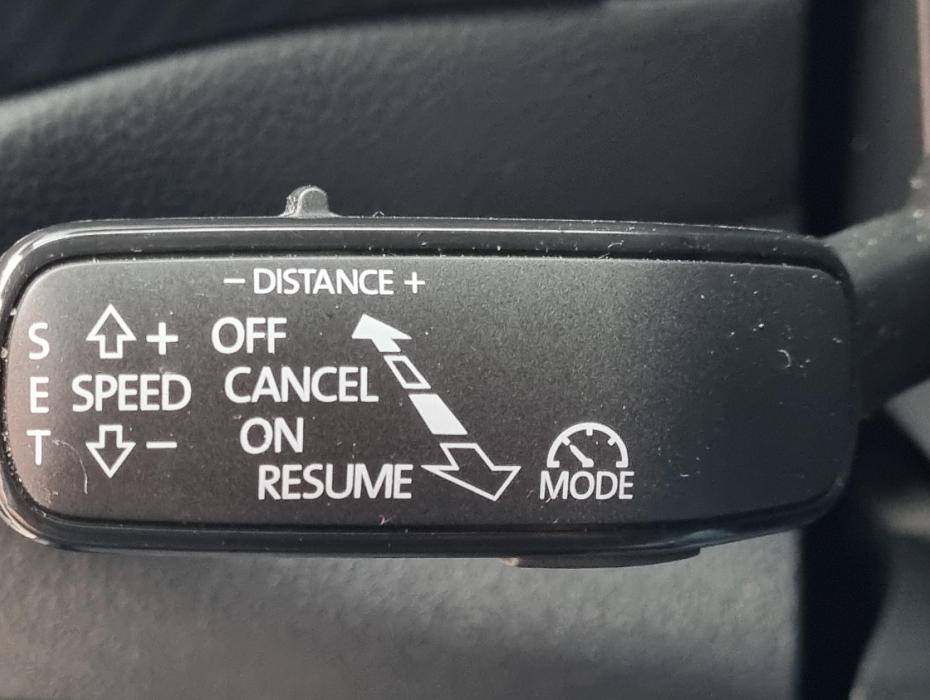 − DISTANCE +
S + OFF
E SPEED CANCEL
T − ON
RESUME MODE